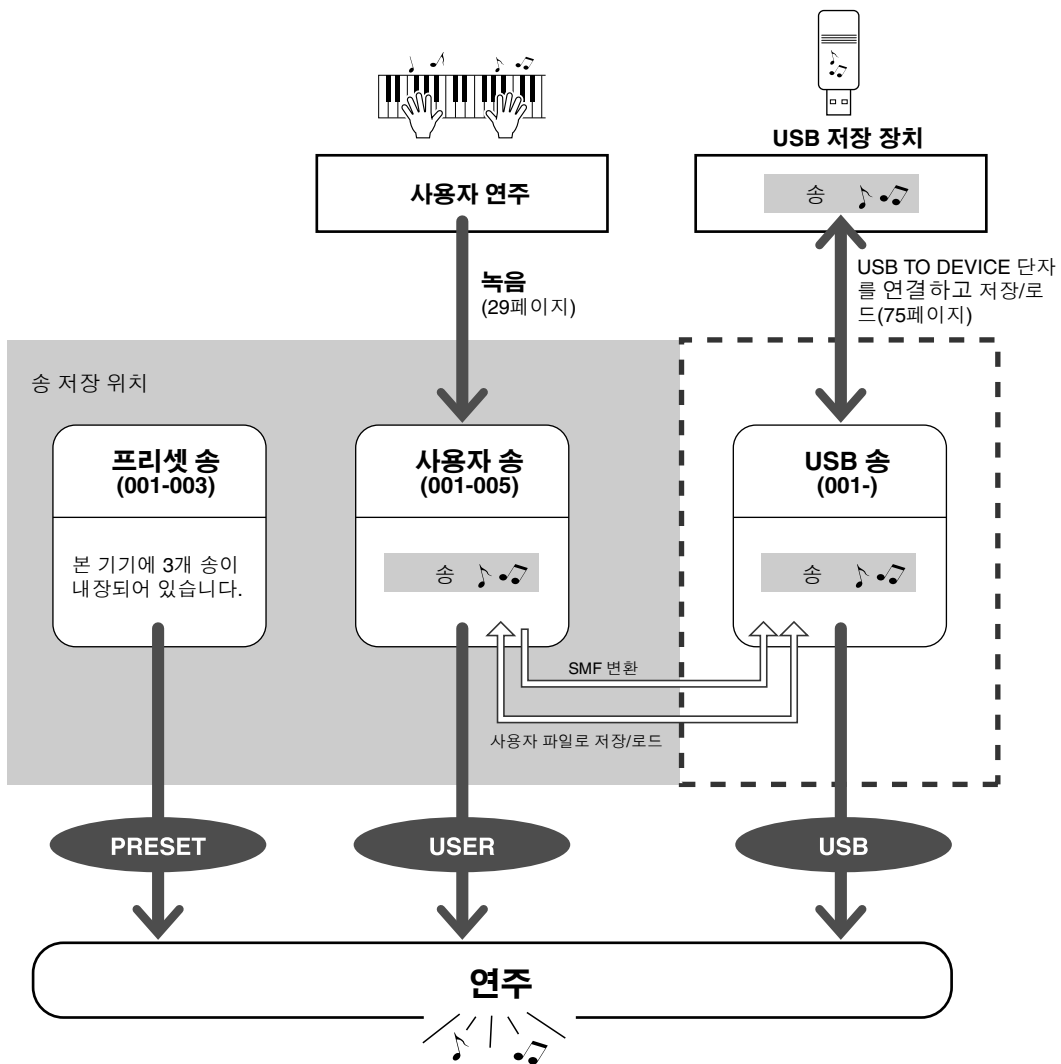 USB 저장 장치
사용자 연주
송
녹음
(29페이지)
USB TO DEVICE 단자
를 연결하고 저장/로
드(75페이지)
송 저장 위치
프리셋 송
(001-003)
본 기기에 3개 송이
내장되어 있습니다.
사용자 송
(001-005)
송
USB 송
(001-)
송
SMF 변환
사용자 파일로 저장/로드
PRESET
USER
USB
연주